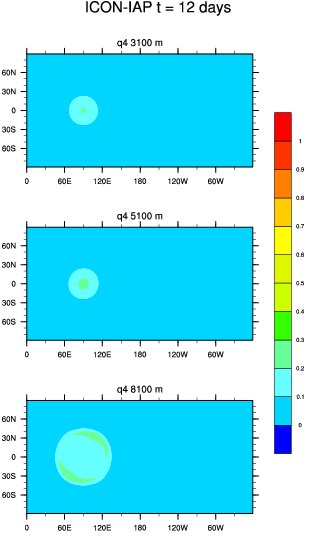 ICON-IAP t = 12 days
q4 3100 m
60N
30N
0
30S
60S
0 60E 120E 180 120W 60W
q4 5100 m
60N
30N
0
30S
60S
0 60E 120E 180 120W 60W
q4 8100 m
60N
30N
0
30S
60S
0 60E 120E 180 120W 60W
1
0.9
0.8
0.7
0.6
0.5
0.4
0.3
0.2
0.1
0